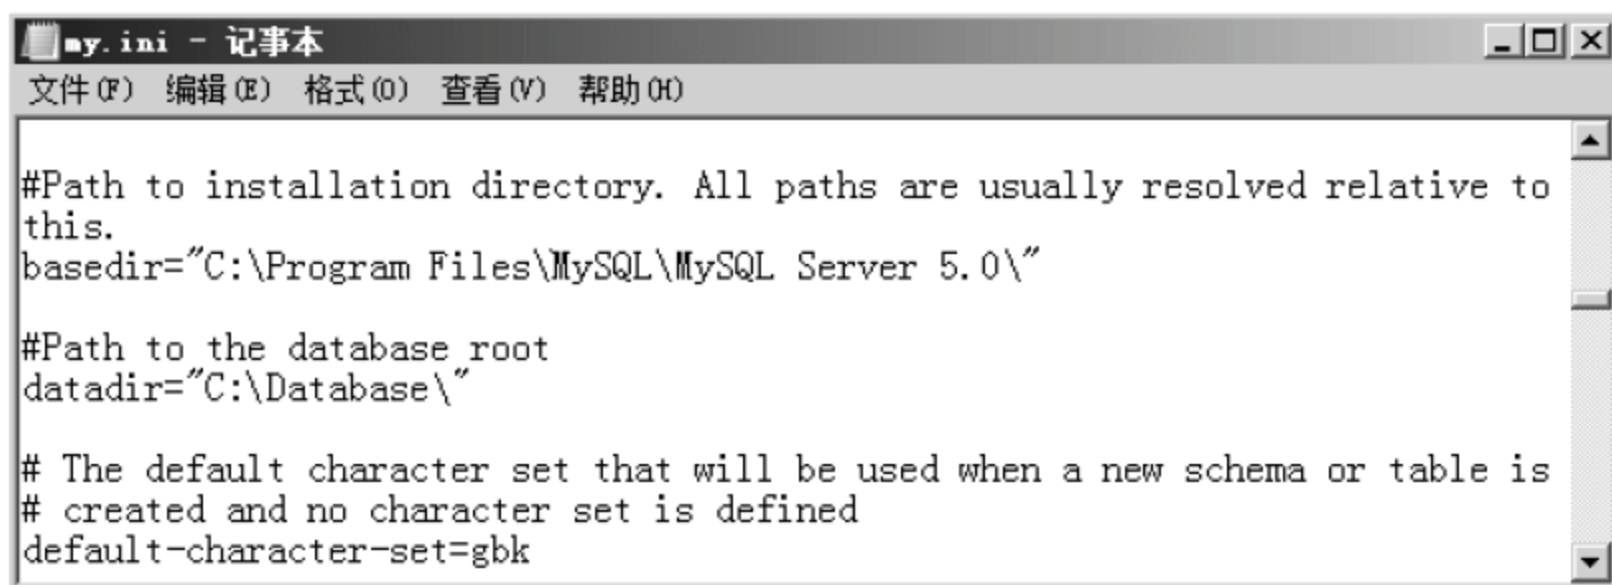 my.ini - 记事本
文件(F) 编辑(E) 格式(O) 查看(V) 帮助(H)
#Path to installation directory. All paths are usually resolved relative to
this.
basedir="C:\Program Files\MySQL\MySQL Server 5.0\"
#Path to the database root
datadir="C:\Database\"
# The default character set that will be used when a new schema or table is
# created and no character set is defined
default-character-set=gbk